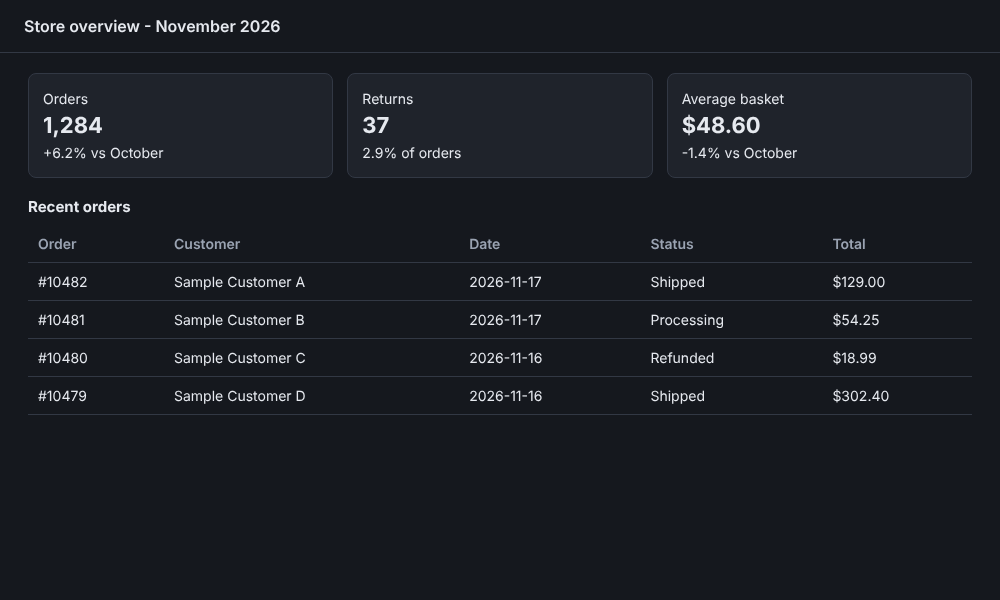 Store overview - November 2026
Orders
1,284
+6.2% vs October
Returns
37
2.9% of orders
Average basket
$48.60
-1.4% vs October
Recent orders
Order Customer Date Status Total
#10482 Sample Customer A 2026-11-17 Shipped $129.00
#10481 Sample Customer B 2026-11-17 Processing $54.25
#10480 Sample Customer C 2026-11-16 Refunded $18.99
#10479 Sample Customer D 2026-11-16 Shipped $302.40